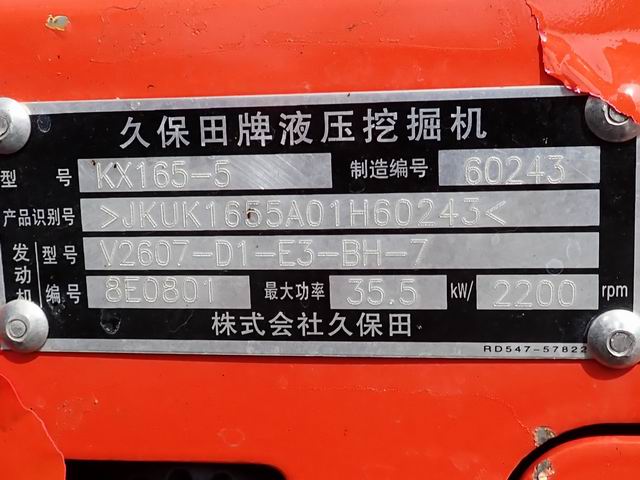 久保田牌液压挖掘机
型 号 KX165-5 制造编号 60243
产品识别号 >JKUK1655A01H60243<
发动机 型号 V2607-D1-E3-BH-7
编号 8E0801 最大功率 35.5 kW/ 2200 rpm
株式会社久保田
RD547-57822